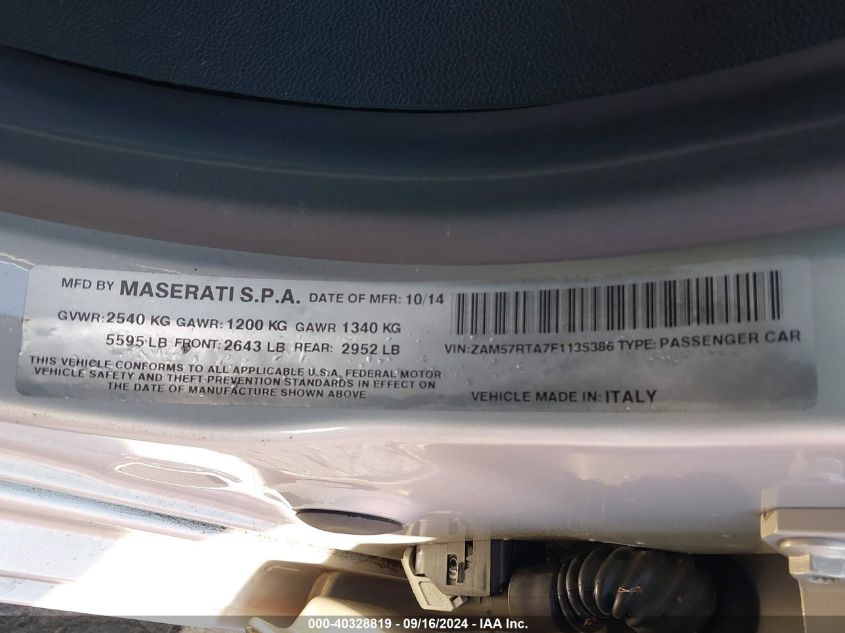 MFD BY MASERATI S.P.A. DATE OF MFR: 10/14
GVWR: 2540 KG GAWR: 1200 KG GAWR 1340 KG
5595 LB FRONT: 2643 LB REAR: 2952 LB
THIS VEHICLE CONFORMS TO ALL APPLICABLE U.S.A. FEDERAL MOTOR
VEHICLE SAFETY AND THEFT PREVENTION STANDARDS IN EFFECT ON
THE DATE OF MANUFACTURE SHOWN ABOVE
VIN: ZAM57RTA7F1135386 TYPE: PASSENGER CAR
VEHICLE MADE IN: ITALY
000-40328819 - 09/16/2024 - IAA Inc.